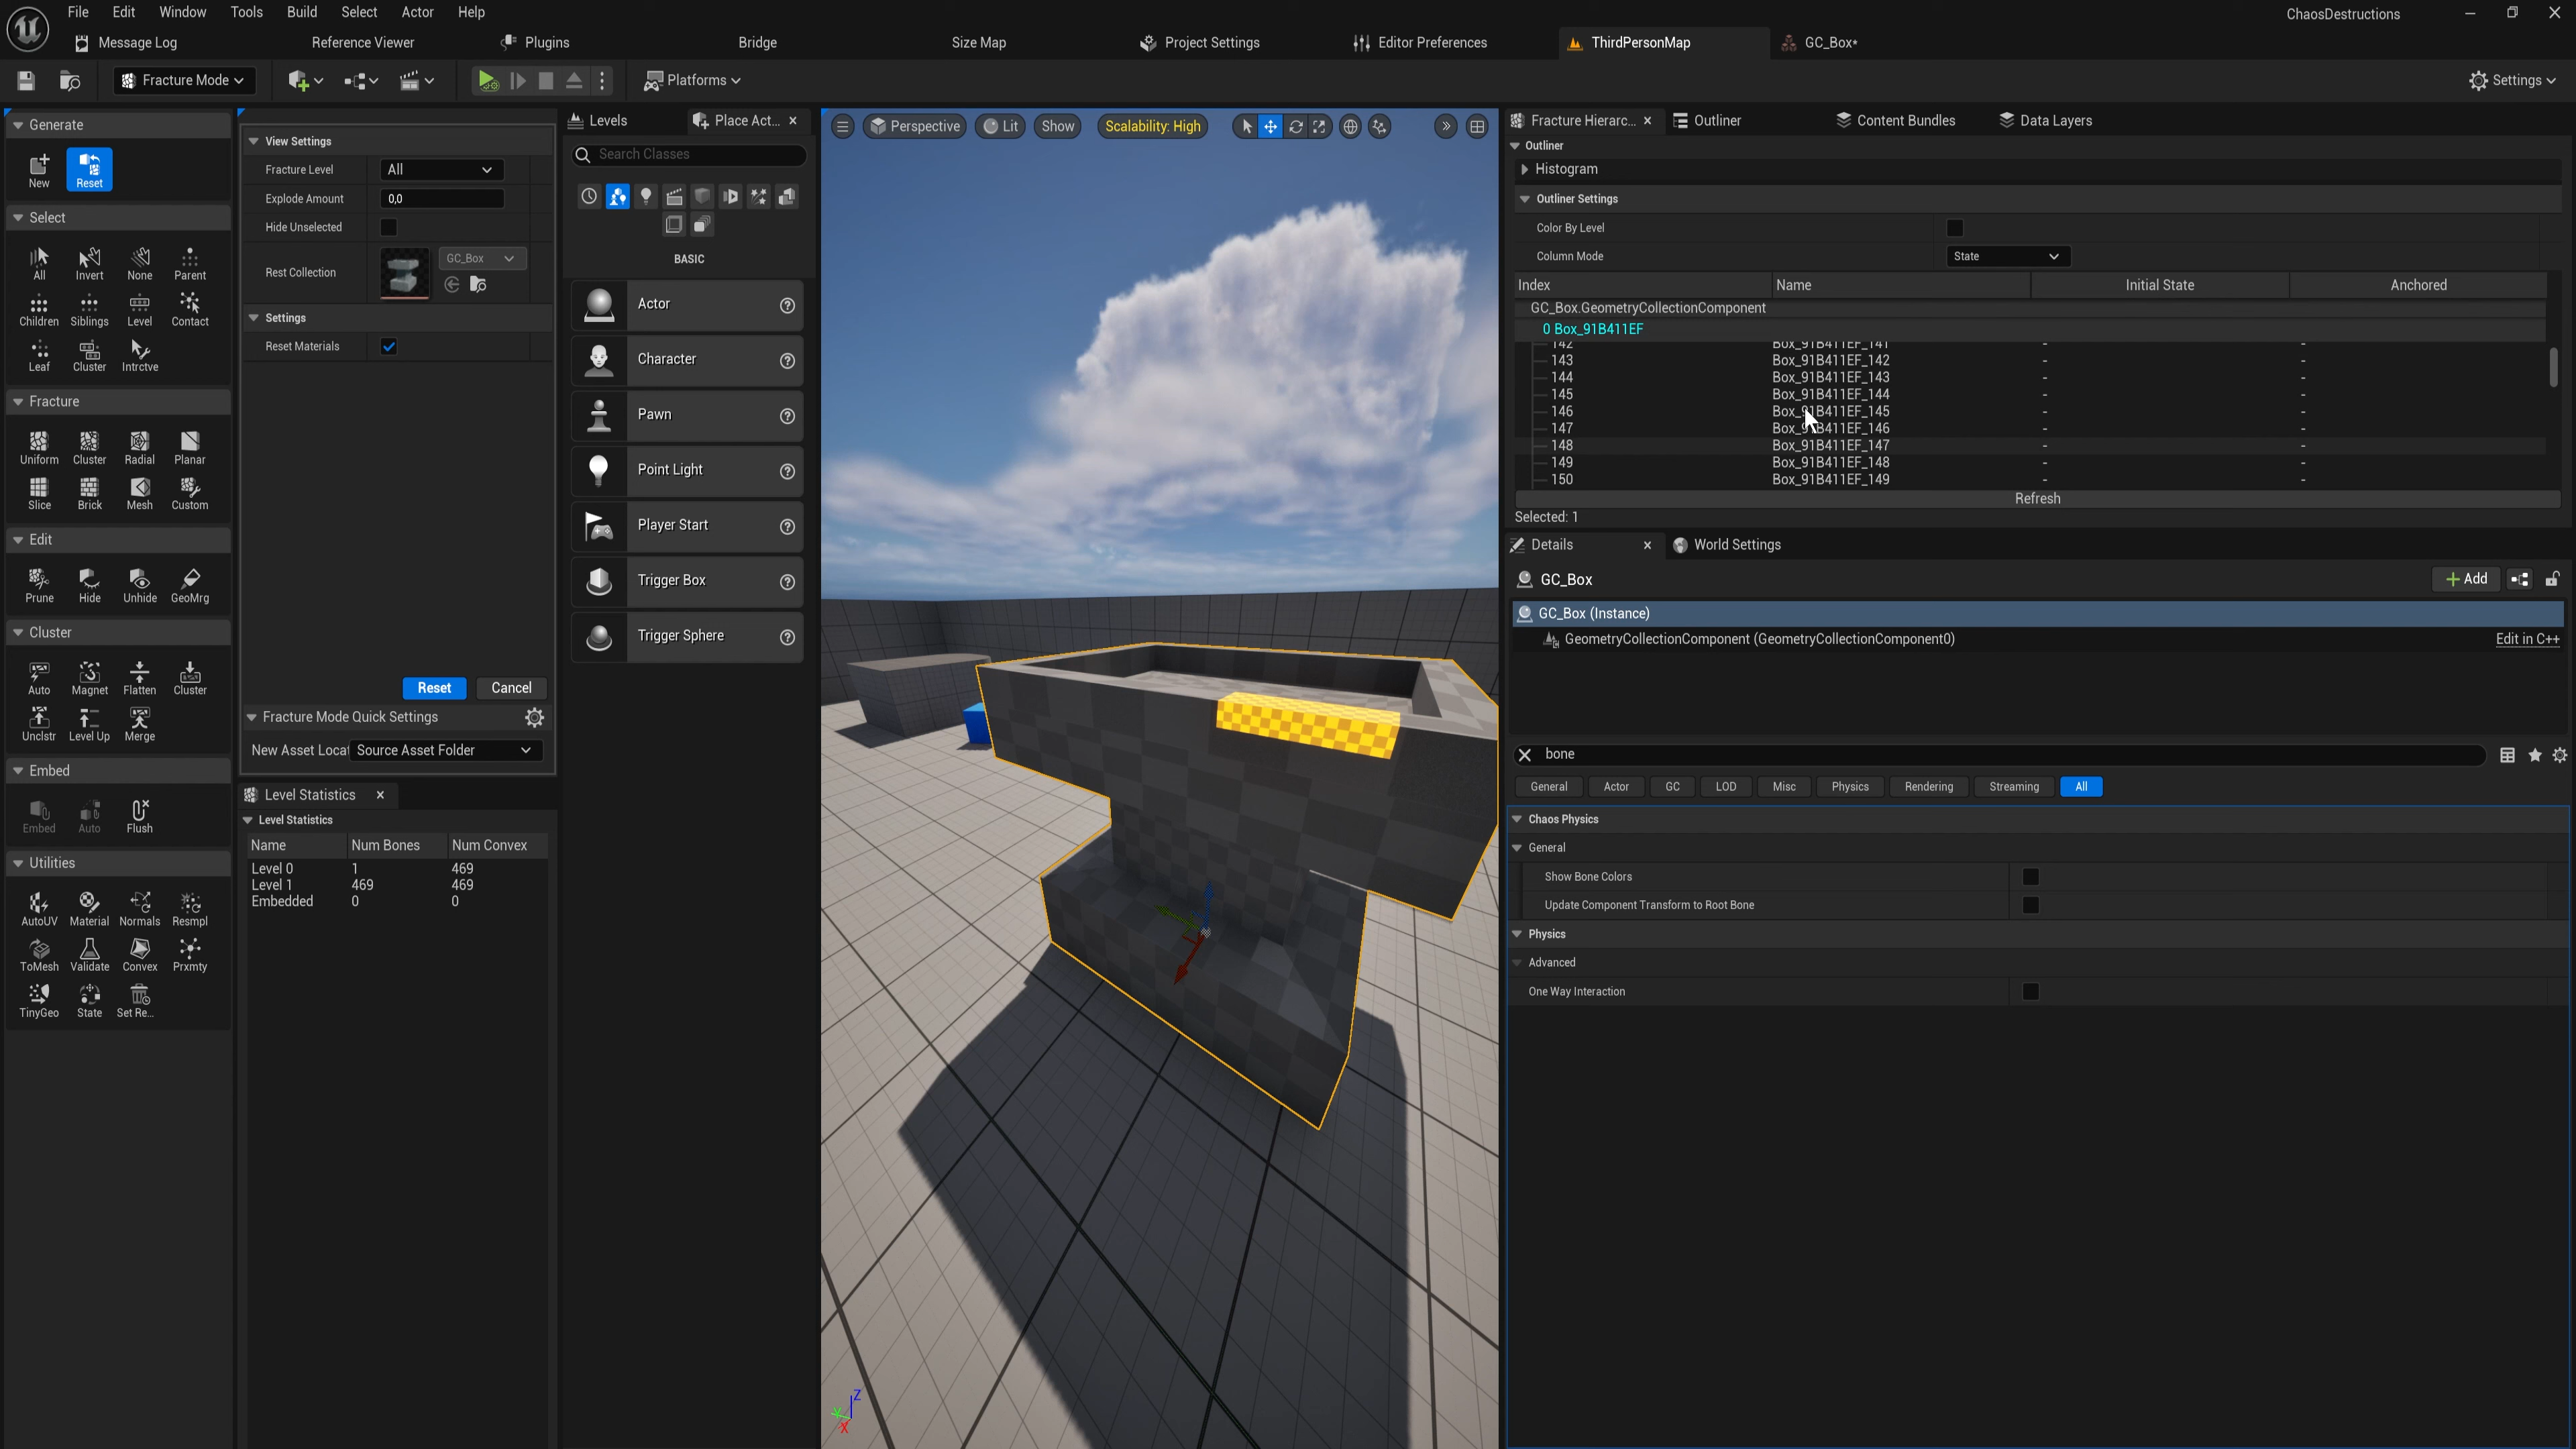 File Edit Window Tools Build Select Actor Help
ChaosDestructions
Message Log
Reference Viewer
Plugins
Bridge
Size Map
Project Settings
Editor Preferences
ThirdPersonMap
GC_Box*
Fracture Mode
Platforms
Settings
Generate
New Reset
Select
All Invert None Parent
Children Siblings Level Contact
Leaf Cluster Intrctve
Fracture
Uniform Cluster Radial Planar
Slice Brick Mesh Custom
Edit
Prune Hide Unhide GeoMrg
Cluster
Auto Magnet Flatten Cluster
Unclstr Level Up Merge
Embed
Embed Auto Flush
Utilities
AutoUV Material Normals Resmpl
ToMesh Validate Convex Prxmty
TinyGeo State Set Re...
View Settings
Fracture Level All
Explode Amount 0,0
Hide Unselected
Rest Collection GC_Box
Settings
Reset Materials
Reset Cancel
Fracture Mode Quick Settings
New Asset Locat Source Asset Folder
Level Statistics
Level Statistics
Name Num Bones Num Convex
Level 0 1 469
Level 1 469 469
Embedded 0 0
Levels
Place Act...
Search Classes
BASIC
Actor
Character
Pawn
Point Light
Player Start
Trigger Box
Trigger Sphere
Perspective Lit Show Scalability: High
Z
Y
X
Fracture Hierarc...
Outliner
Content Bundles
Data Layers
Outliner
Histogram
Outliner Settings
Color By Level
Column Mode State
Index Name Initial State Anchored
GC_Box.GeometryCollectionComponent
0 Box_91B411EF
142 Box_91B411EF_141 - -
143 Box_91B411EF_142 - -
144 Box_91B411EF_143 - -
145 Box_91B411EF_144 - -
146 Box_91B411EF_145 - -
147 Box_91B411EF_146 - -
148 Box_91B411EF_147 - -
149 Box_91B411EF_148 - -
150 Box_91B411EF_149 - -
Refresh
Selected: 1
Details
World Settings
GC_Box
Add
GC_Box (Instance)
GeometryCollectionComponent (GeometryCollectionComponent0) Edit in C++
bone
General Actor GC LOD Misc Physics Rendering Streaming All
Chaos Physics
General
Show Bone Colors
Update Component Transform to Root Bone
Physics
Advanced
One Way Interaction